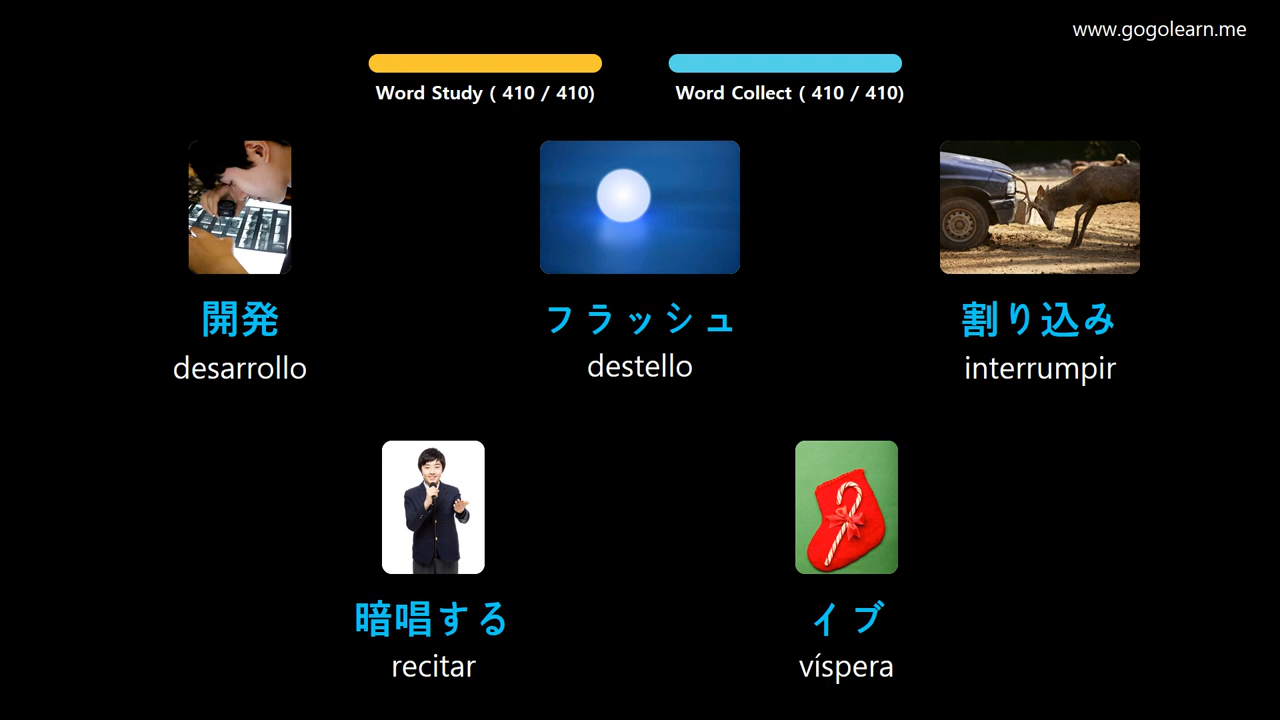 www.gogolearn.me
Word Study ( 410 / 410)
Word Collect ( 410 / 410)
開発
desarrollo
フラッシュ
destello
割り込み
interrumpir
暗唱する
recitar
イブ
víspera